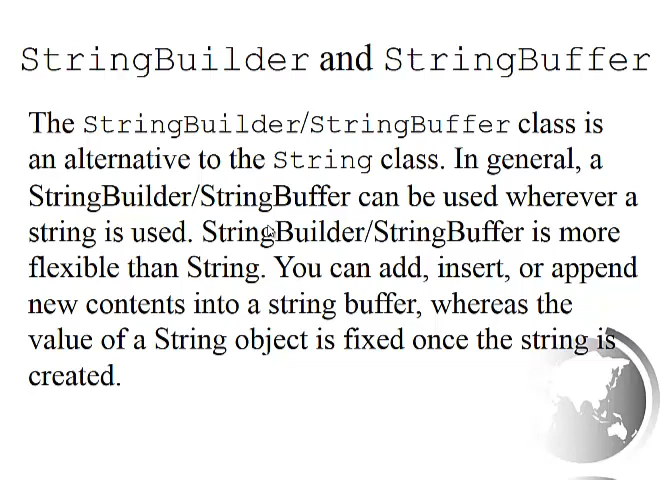 StringBuilder and StringBuffer
The StringBuilder/StringBuffer class is
an alternative to the String class. In general, a
StringBuilder/StringBuffer can be used wherever a
string is used. StringBuilder/StringBuffer is more
flexible than String. You can add, insert, or append
new contents into a string buffer, whereas the
value of a String object is fixed once the string is
created.